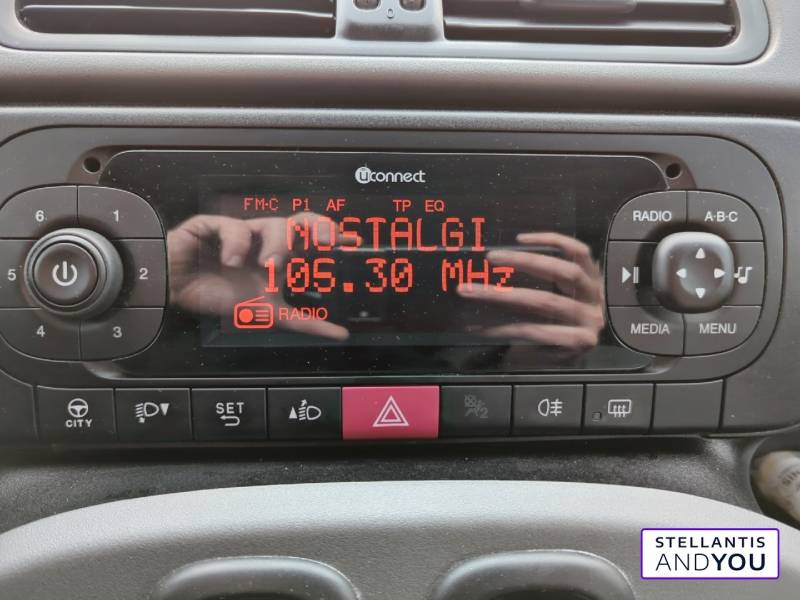 uconnect
FM-C P1 AF TP EQ
NOSTALGI
105.30 MHz
RADIO
6 1
5 2
4 3
RADIO A·B·C
MEDIA MENU
CITY
SET
2
STELLANTIS
ANDYOU